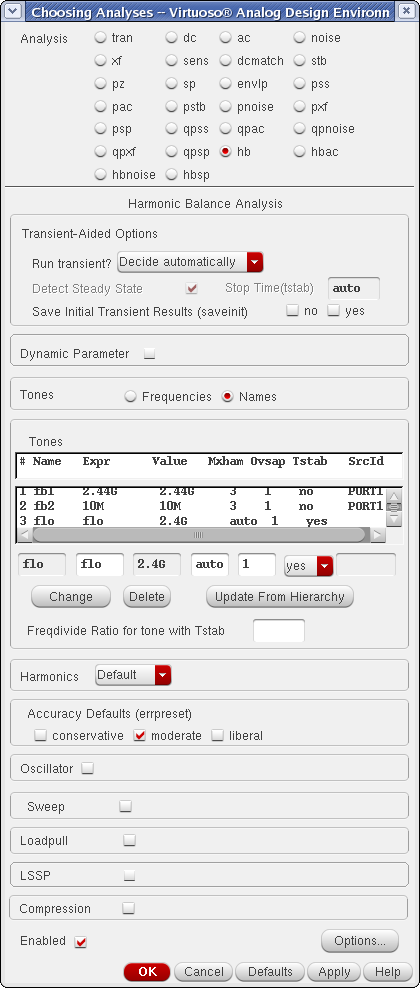 Choosing Analyses -- Virtuoso® Analog Design Environn
Analysis tran dc ac noise
xf sens dcmatch stb
pz sp envlp pss
pac pstb pnoise pxf
psp qpss qpac qpnoise
qpxf qpsp hb hbac
hbnoise hbsp
Harmonic Balance Analysis
Transient-Aided Options
Run transient? Decide automatically
Detect Steady State Stop Time(tstab) auto
Save Initial Transient Results (saveinit) no yes
Dynamic Parameter
Tones Frequencies Names
Tones
# Name Expr Value Mxham Ovsap Tstab SrcId
1 fb1 2.44G 2.44G 3 1 no PORT1
2 fb2 10M 10M 3 1 no PORT1
3 flo flo 2.4G auto 1 yes
flo flo 2.4G auto 1 yes
Change Delete Update From Hierarchy
Freqdivide Ratio for tone with Tstab
Harmonics Default
Accuracy Defaults (errpreset)
conservative moderate liberal
Oscillator
Sweep
Loadpull
LSSP
Compression
Enabled Options...
OK Cancel Defaults Apply Help